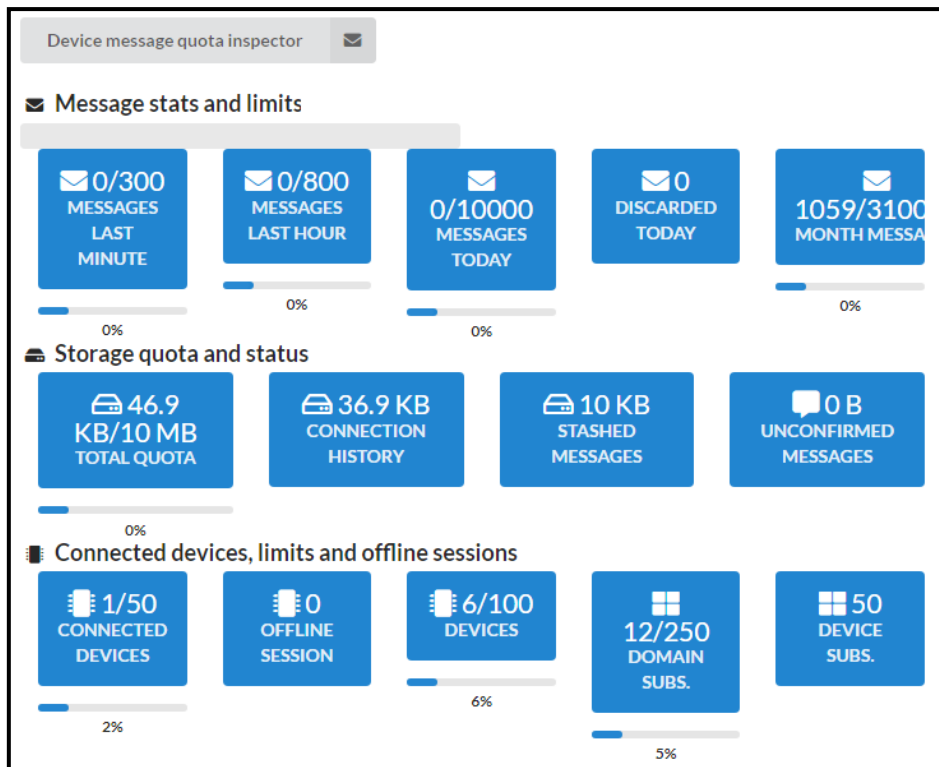 Device message quota inspector
Message stats and limits
0/300
MESSAGES
LAST
MINUTE
0%
0/800
MESSAGES
LAST HOUR
0%
0/10000
MESSAGES
TODAY
0%
0
DISCARDED
TODAY
1059/3100
MONTH MESSA
0%
Storage quota and status
46.9
KB/10 MB
TOTAL QUOTA
0%
36.9 KB
CONNECTION
HISTORY
10 KB
STASHED
MESSAGES
0 B
UNCONFIRMED
MESSAGES
Connected devices, limits and offline sessions
1/50
CONNECTED
DEVICES
2%
0
OFFLINE
SESSION
6/100
DEVICES
6%
12/250
DOMAIN
SUBS.
5%
50
DEVICE
SUBS.